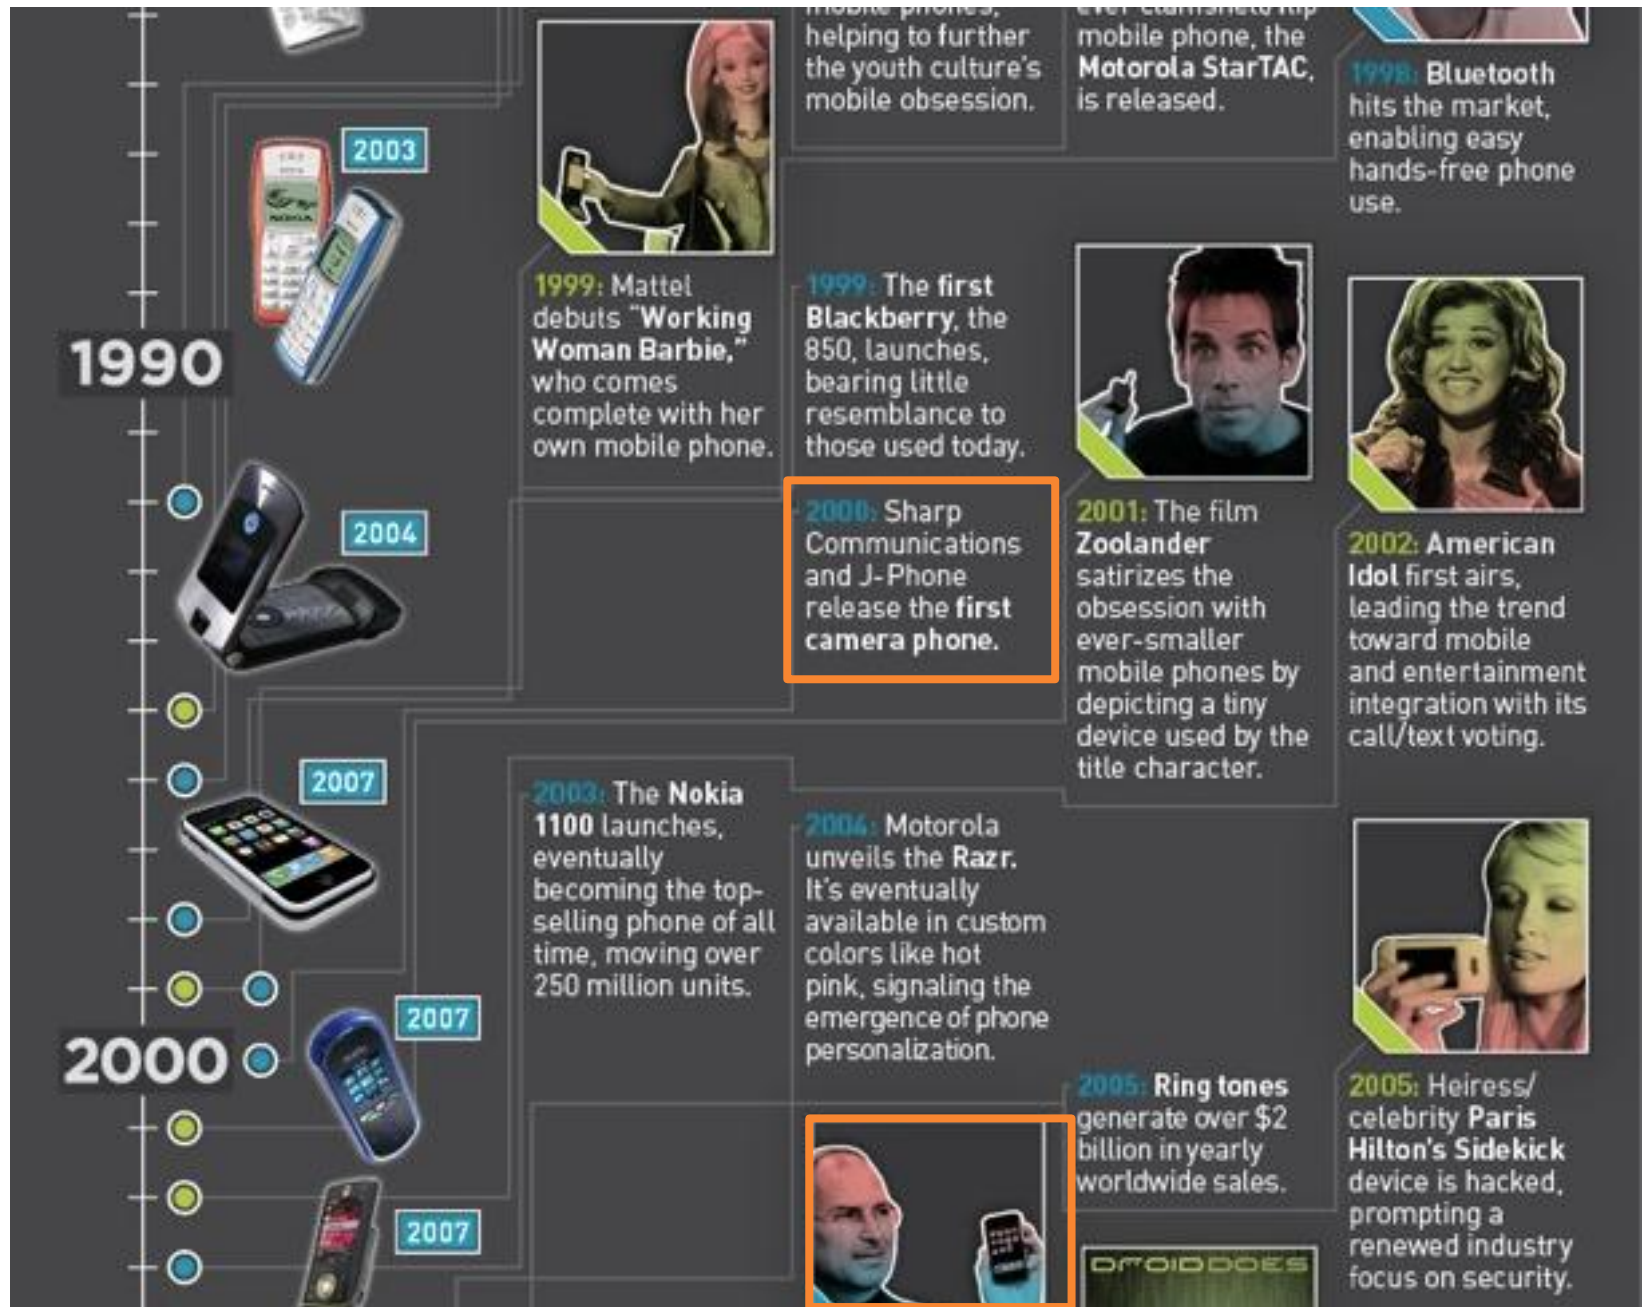 helping to further
the youth culture's
mobile obsession.
mobile phone, the
Motorola StarTAC,
is released.
1998: Bluetooth
hits the market,
enabling easy
hands-free phone
use.
2003
1999: Mattel
debuts "Working
Woman Barbie,"
who comes
complete with her
own mobile phone.
1999: The first
Blackberry, the
850, launches,
bearing little
resemblance to
those used today.
1990
2004
2000: Sharp
Communications
and J-Phone
release the first
camera phone.
2001: The film
Zoolander
satirizes the
obsession with
ever-smaller
mobile phones by
depicting a tiny
device used by the
title character.
2002: American
Idol first airs,
leading the trend
toward mobile
and entertainment
integration with its
call/text voting.
2007
2003: The Nokia
1100 launches,
eventually
becoming the top-
selling phone of all
time, moving over
250 million units.
2004: Motorola
unveils the Razr.
It's eventually
available in custom
colors like hot
pink, signaling the
emergence of phone
personalization.
2000
2007
2005: Ring tones
generate over $2
billion in yearly
worldwide sales.
2005: Heiress/
celebrity Paris
Hilton's Sidekick
device is hacked,
prompting a
renewed industry
focus on security.
2007
DROIDDOES